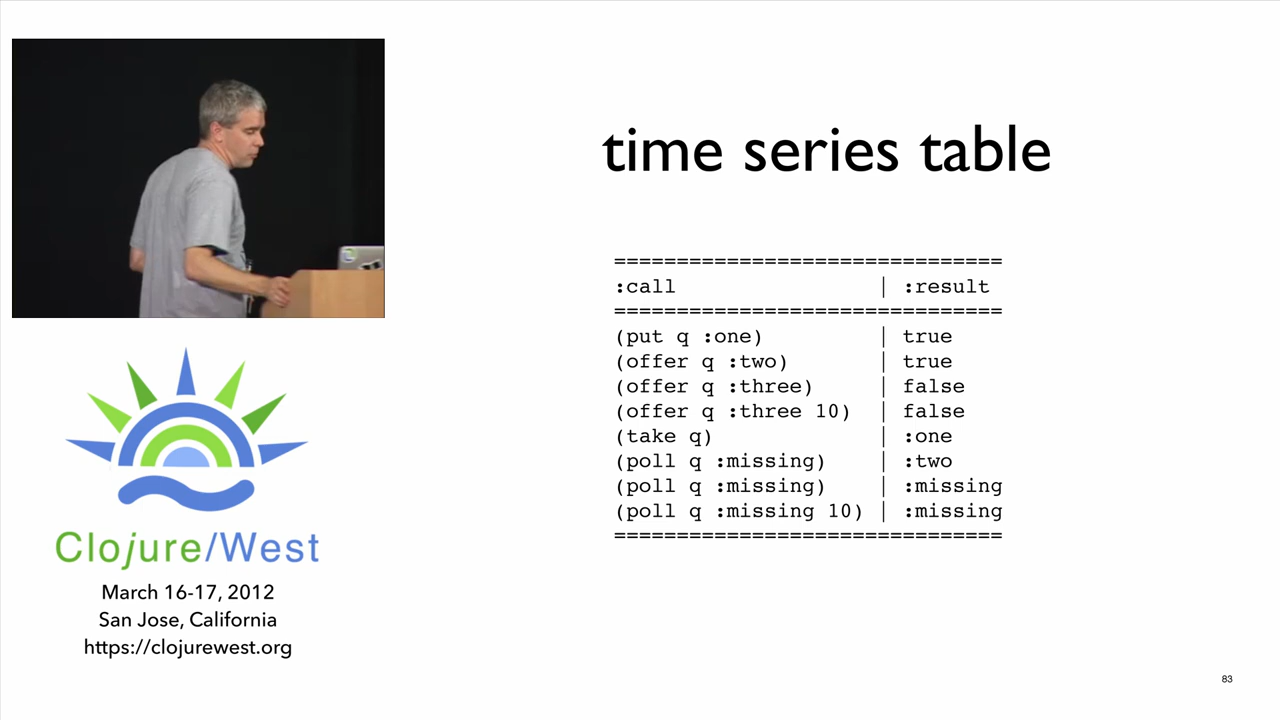 time series table
===============================
:call | :result
===============================
(put q :one) | true
(offer q :two) | true
(offer q :three) | false
(offer q :three 10) | false
(take q) | :one
(poll q :missing) | :two
(poll q :missing) | :missing
(poll q :missing 10) | :missing
===============================
Clojure/West
March 16-17, 2012
San Jose, California
https://clojurewest.org
83